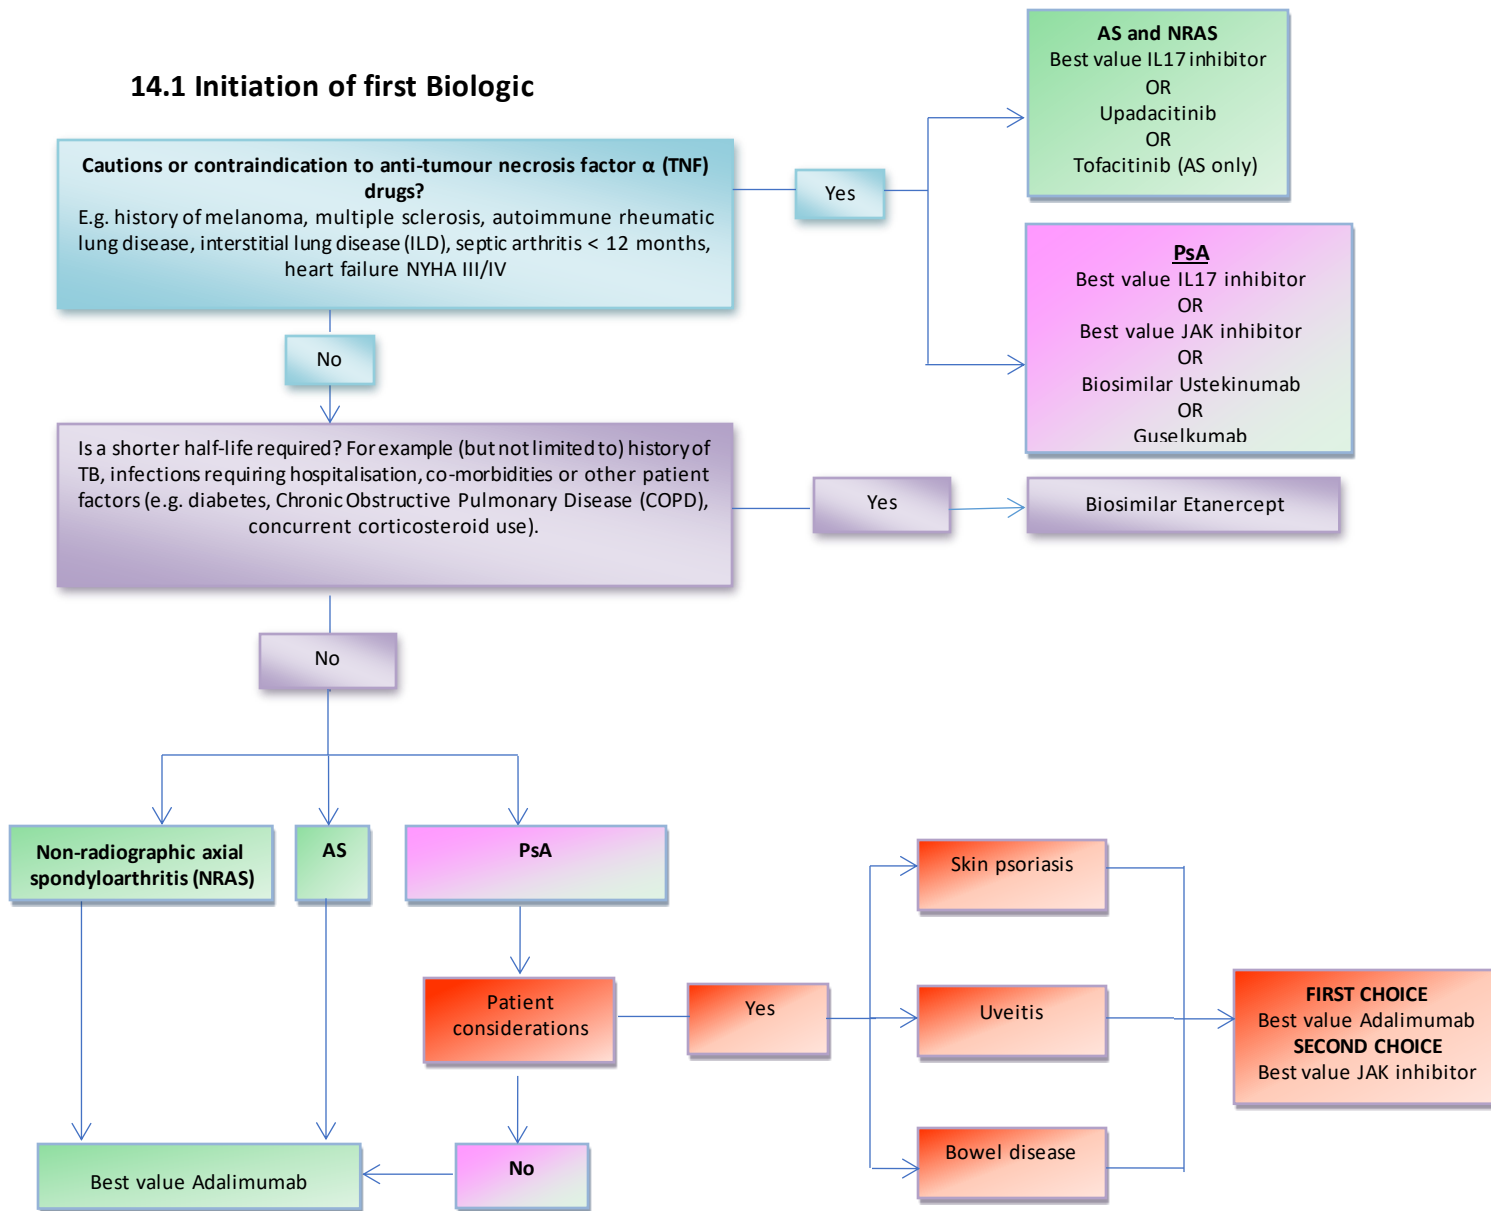 14.1 Initiation of first Biologic
AS and NRAS
Best value IL17 inhibitor
OR
Upadacitinib
OR
Tofacitinib (AS only)
Cautions or contraindication to anti-tumour necrosis factor α (TNF)
drugs?
E.g. history of melanoma, multiple sclerosis, autoimmune rheumatic
lung disease, interstitial lung disease (ILD), septic arthritis < 12 months,
heart failure NYHA III/IV
Yes
PsA
Best value IL17 inhibitor
OR
Best value JAK inhibitor
OR
Biosimilar Ustekinumab
OR
Guselkumab
No
Is a shorter half-life required? For example (but not limited to) history of
TB, infections requiring hospitalisation, co-morbidities or other patient
factors (e.g. diabetes, Chronic Obstructive Pulmonary Disease (COPD),
concurrent corticosteroid use).
Yes
Biosimilar Etanercept
No
Non-radiographic axial
spondyloarthritis (NRAS)
AS
PsA
Skin psoriasis
Patient
considerations
Yes
Uveitis
FIRST CHOICE
Best value Adalimumab
SECOND CHOICE
Best value JAK inhibitor
Bowel disease
No
Best value Adalimumab